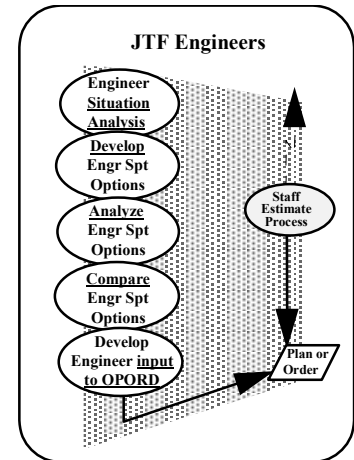 JTF Engineers
Engineer
Situation
Analysis
Develop
Engr Spt
Options
Analyze
Engr Spt
Options
Compare
Engr Spt
Options
Develop
Engineer input
to OPORD
Staff
Estimate
Process
Plan or
Order